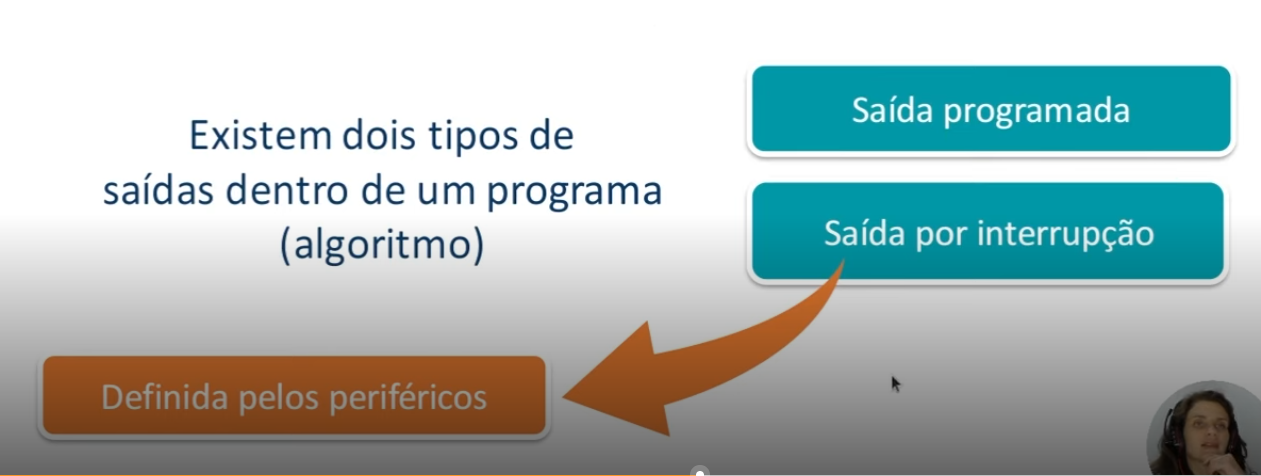 Existem dois tipos de
saídas dentro de um programa
(algoritmo)
Saída programada
Saída por interrupção
Definida pelos periféricos